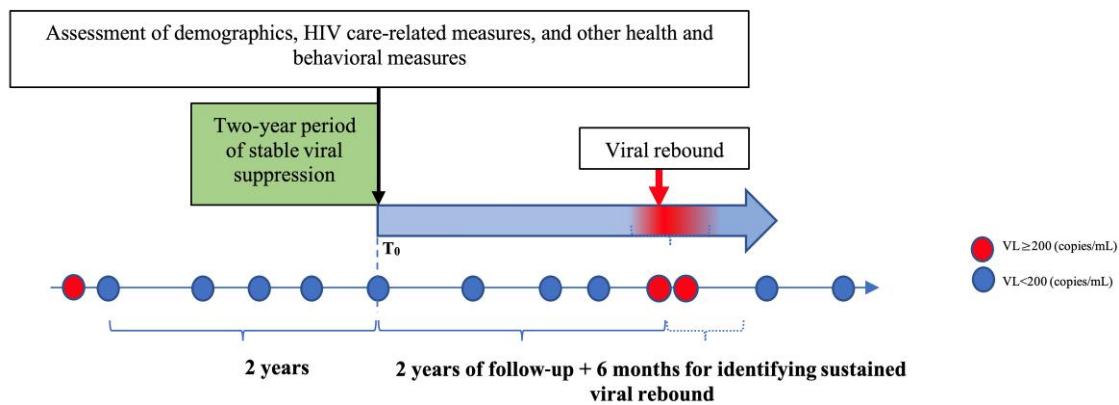 Assessment of demographics, HIV care-related measures, and other health and
behavioral measures
Two-year period
of stable viral
suppression
Viral rebound
T₀
VL≥200 (copies/mL)
VL<200 (copies/mL)
2 years
2 years of follow-up + 6 months for identifying sustained
viral rebound